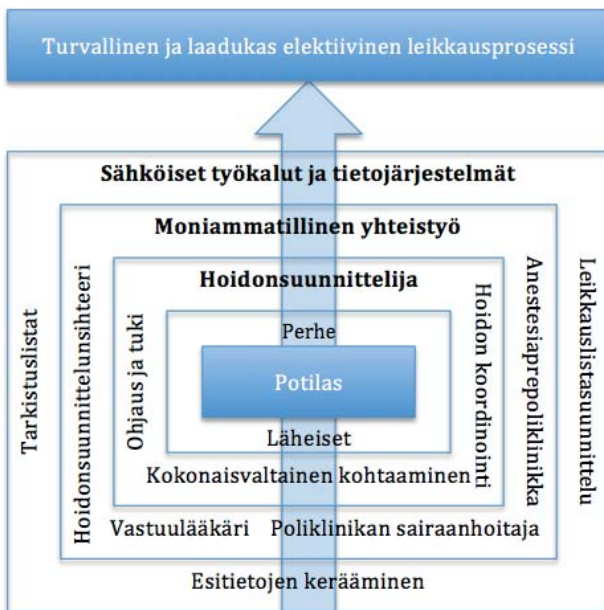 Turvallinen ja laadukas elektiivinen leikkausprosessi
Sähköiset työkalut ja tietojärjestelmät
Moniammatillinen yhteistyö
Hoidonsuunnittelija
Perhe
Potilas
Läheiset
Kokonaisvaltainen kohtaaminen
Vastuulääkäri Poliklinikan sairaanhoitaja
Esitietojen kerääminen
Tarkistuslistat
Hoidonsuunnittelunsihteeri
Ohjaus ja tuki
Hoidon koordinointi
Anestesiaprepoliklinikka
Leikkauslistasuunnittelu